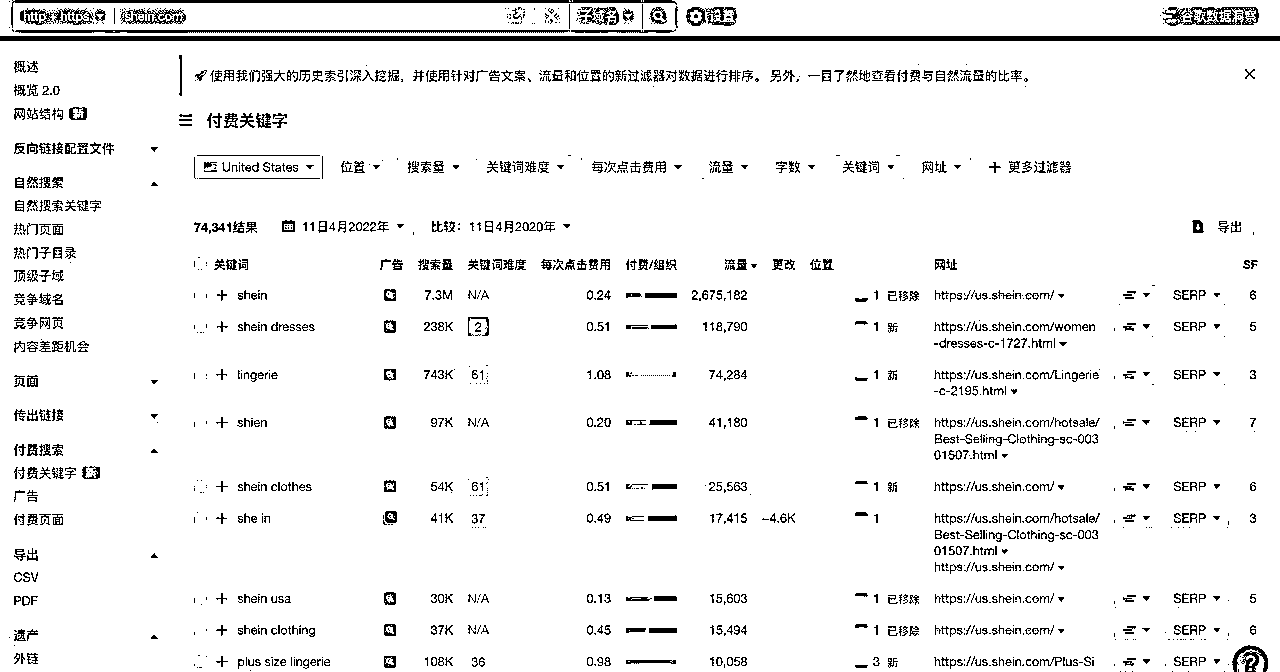 http + https shein.com 子域名 设置 谷歌数据洞察
概述
概览 2.0
网站结构 新
反向链接配置文件
自然搜索
自然搜索关键字
热门页面
热门子目录
顶级子域
竞争域名
竞争网页
内容差距机会
页面
传出链接
付费搜索
付费关键字 新
广告
付费页面
导出
CSV
PDF
遗产
外链
使用我们强大的历史索引深入挖掘，并使用针对广告文案、流量和位置的新过滤器对数据进行排序。 另外，一目了然地查看付费与自然流量的比率。
付费关键字
United States 位置 搜索量 关键词难度 每次点击费用 流量 字数 关键词 网址 + 更多过滤器
74,341结果 11日4月2022年 比较： 11日4月2020年 导出
关键词 广告 搜索量 关键词难度 每次点击费用 付费/组织 流量 更改 位置 网址 SF
+ shein 7.3M N/A 0.24 2,675,182 1 已移除 https://us.shein.com/ SERP 6
+ shein dresses 238K 2 0.51 118,790 1 新 https://us.shein.com/women SERP 5
-dresses-c-1727.html
+ lingerie 743K 61 1.08 74,284 1 新 https://us.shein.com/Lingerie SERP 3
-c-2195.html
+ shien 97K N/A 0.20 41,180 1 已移除 https://us.shein.com/hotsale/ SERP 7
Best-Selling-Clothing-sc-003
01507.html
+ shein clothes 54K 61 0.51 25,563 1 新 https://us.shein.com/ SERP 6
+ she in 41K 37 0.49 17,415 −4.6K 1 https://us.shein.com/hotsale/ SERP 3
Best-Selling-Clothing-sc-003
01507.html
https://us.shein.com/
+ shein usa 30K N/A 0.13 15,603 1 已移除 https://us.shein.com/ SERP 5
+ shein clothing 37K N/A 0.45 15,494 1 已移除 https://us.shein.com/ SERP 6
+ plus size lingerie 108K 36 0.98 10,058 3 新 https://us.shein.com/Plus-Si SERP